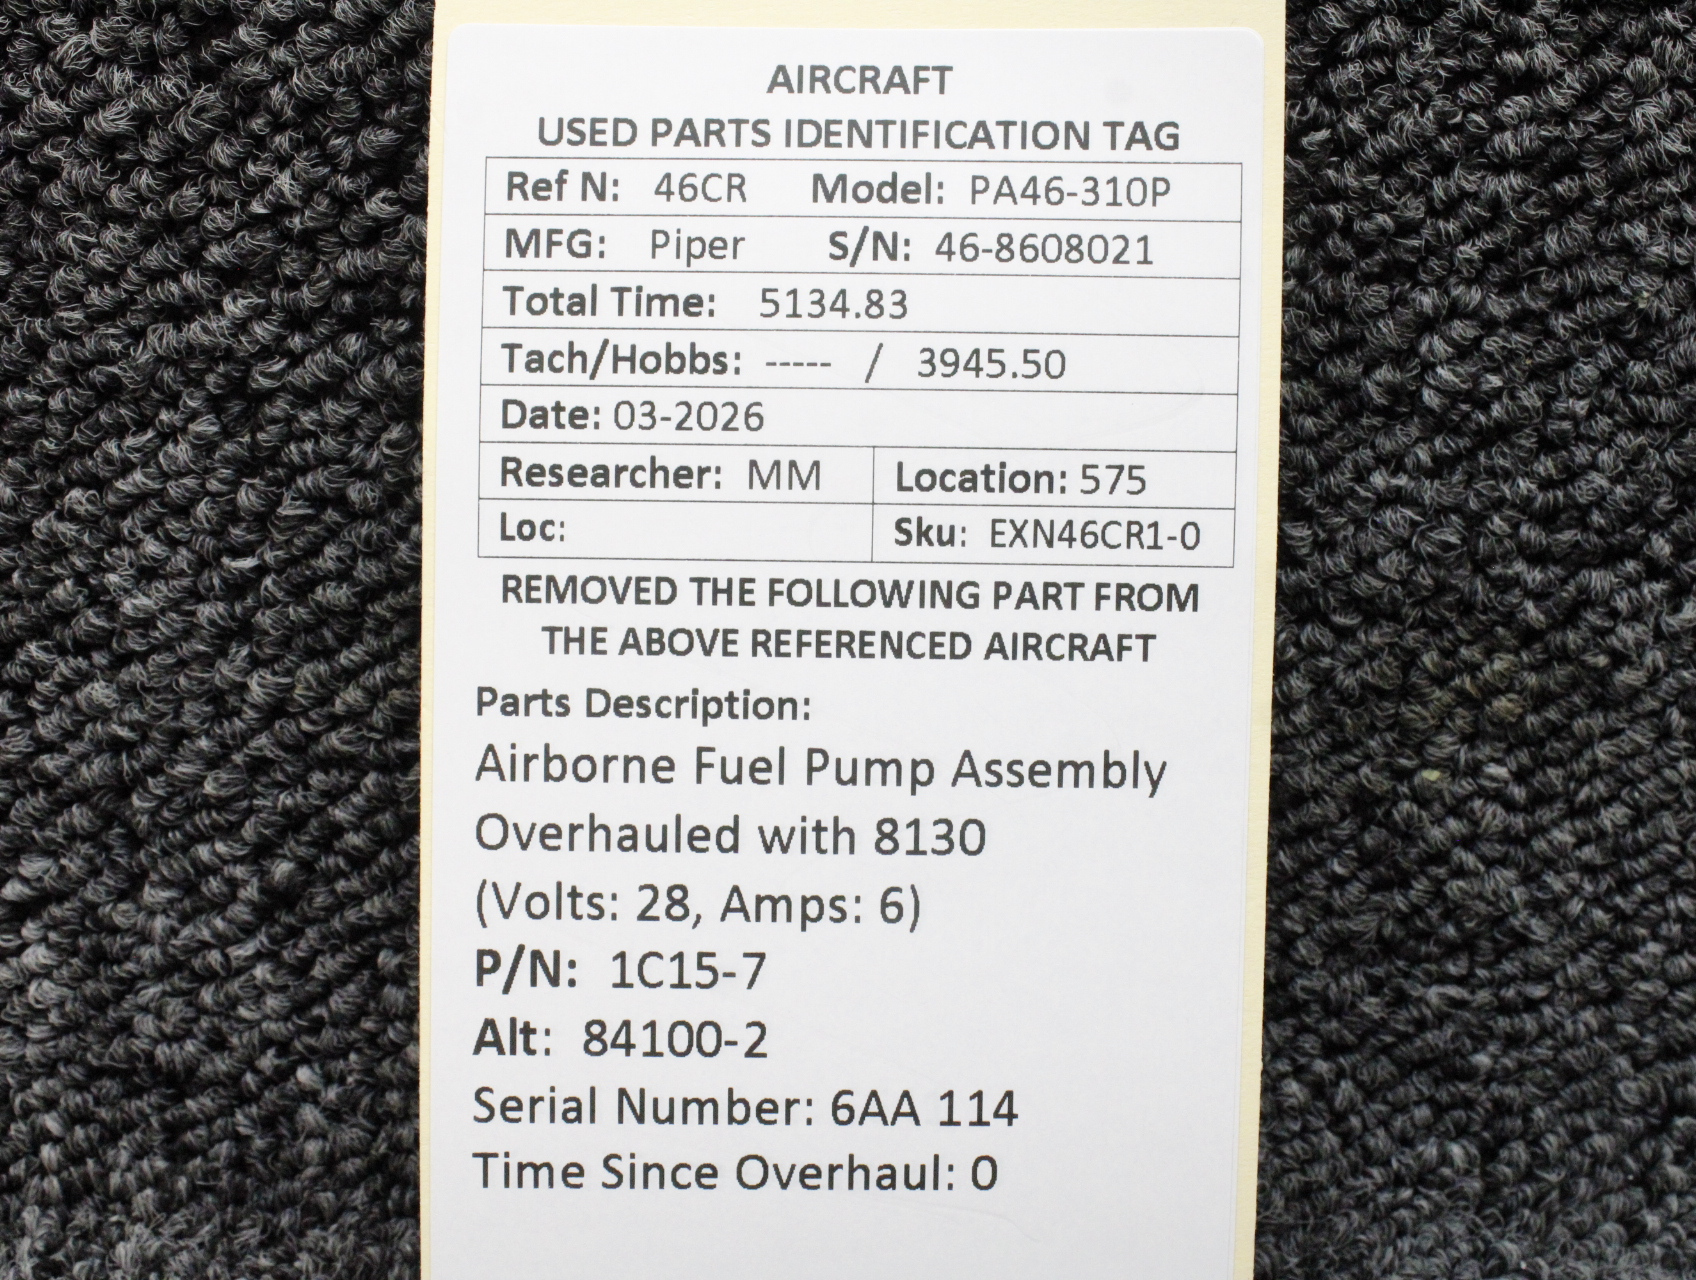 AIRCRAFT
USED PARTS IDENTIFICATION TAG
Ref N: 46CR Model: PA46-310P
MFG: Piper S/N: 46-8608021
Total Time: 5134.83
Tach/Hobbs: ----- / 3945.50
Date: 03-2026
Researcher: MM Location: 575
Loc: Sku: EXN46CR1-0
REMOVED THE FOLLOWING PART FROM
THE ABOVE REFERENCED AIRCRAFT
Parts Description:
Airborne Fuel Pump Assembly
Overhauled with 8130
(Volts: 28, Amps: 6)
P/N: 1C15-7
Alt: 84100-2
Serial Number: 6AA 114
Time Since Overhaul: 0